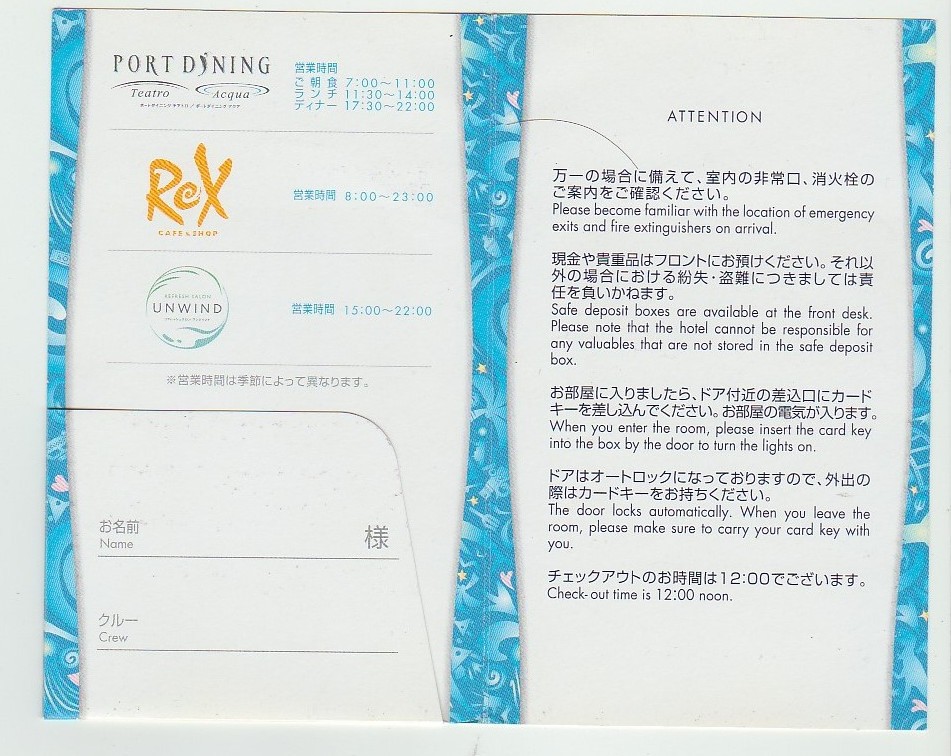 PORT DINING
Teatro Acqua
営業時間
ご朝食 7:00〜11:00
ランチ 11:30〜14:00
ディナー 17:30〜22:00
ReX
CAFE & SHOP
営業時間 8:00〜23:00
REFRESH SALON
UNWIND
営業時間 15:00〜22:00
※営業時間は季節によって異なります。
お名前
Name
様
クルー
Crew
ATTENTION
万一の場合に備えて、室内の非常口、消火栓の
ご案内をご確認ください。
Please become familiar with the location of emergency
exits and fire extinguishers on arrival.
現金や貴重品はフロントにお預けください。それ以
外の場合における紛失・盗難につきましては責
任を負いかねます。
Safe deposit boxes are available at the front desk.
Please note that the hotel cannot be responsible for
any valuables that are not stored in the safe deposit
box.
お部屋に入りましたら、ドア付近の差込口にカード
キーを差し込んでください。お部屋の電気が入ります。
When you enter the room, please insert the card key
into the box by the door to turn the lights on.
ドアはオートロックになっておりますので、外出の
際はカードキーをお持ちください。
The door locks automatically. When you leave the
room, please make sure to carry your card key with
you.
チェックアウトのお時間は12:00でございます。
Check-out time is 12:00 noon.